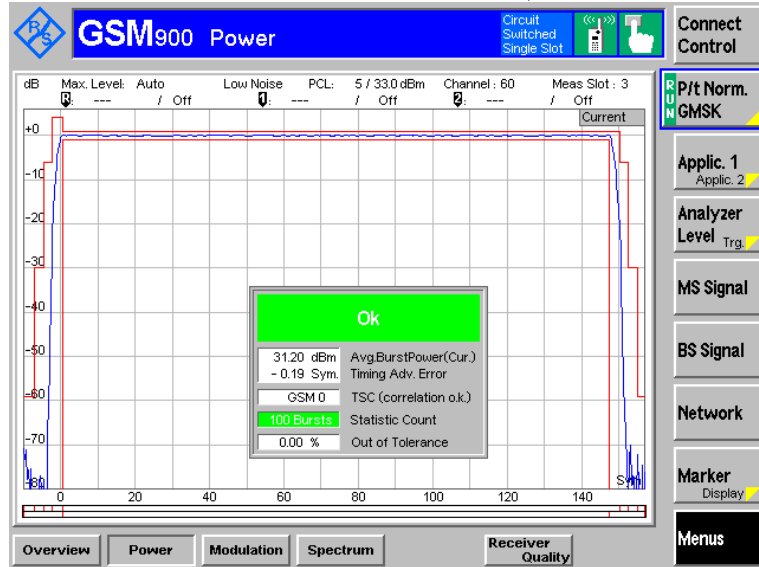 R&S
GSM900 Power
Circuit
Switched
Single Slot
Connect
Control
dB Max. Level: Auto Low Noise PCL: 5 / 33.0 dBm Channel : 60 Meas Slot : 3
R: --- / Off 1: --- / Off 2: --- / Off
Current
+0
-10
-20
-30
-40
-50
-60
-70
-80
0 20 40 60 80 100 120 140
Sym
Ok
31.20 dBm Avg.BurstPower(Cur.)
- 0.19 Sym. Timing Adv. Error
GSM 0 TSC (correlation o.k.)
100 Bursts Statistic Count
0.00 % Out of Tolerance
RUN
P/t Norm.
GMSK
Applic. 1
Applic. 2
Analyzer
Level Trg.
MS Signal
BS Signal
Network
Marker
Display
Menus
Overview Power Modulation Spectrum Receiver
Quality